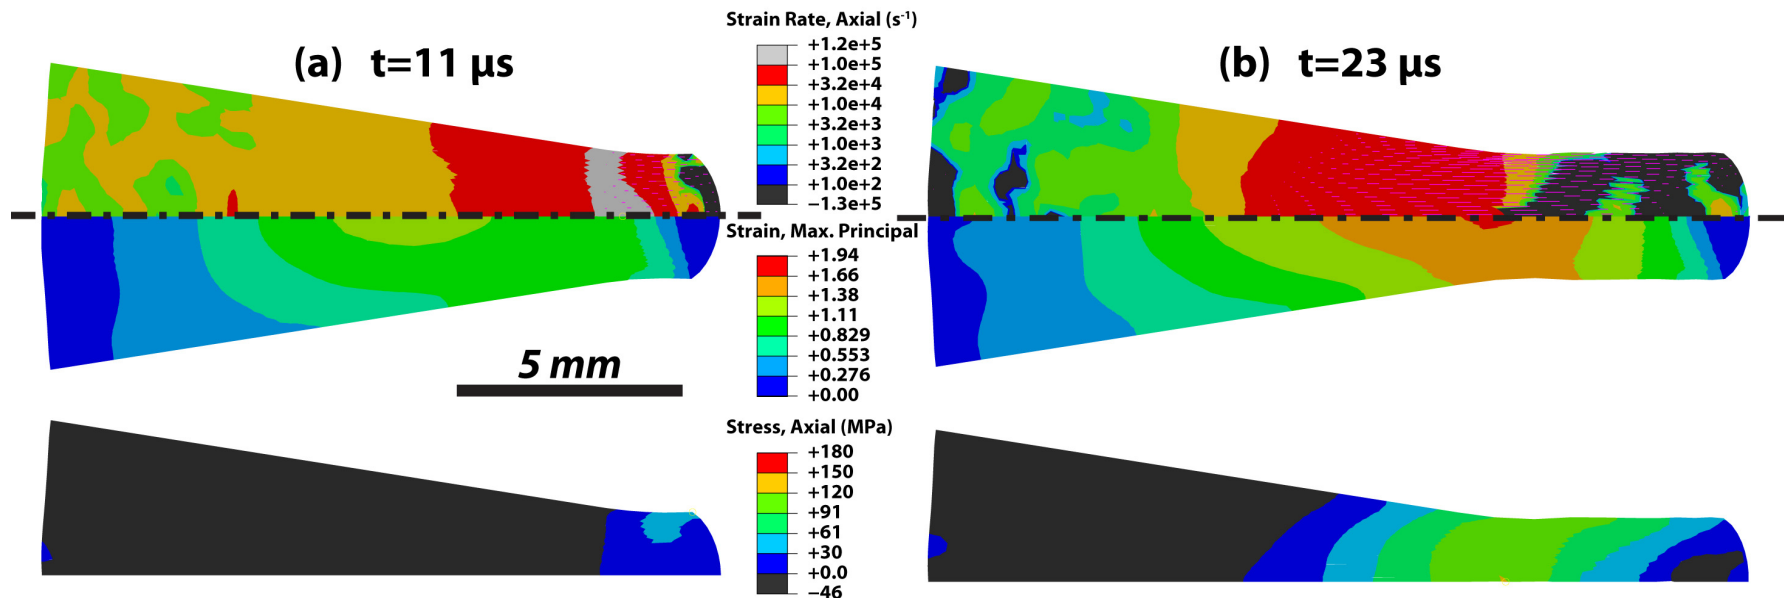 (a) t=11 μs
Strain Rate, Axial (s⁻¹)
+1.2e+5
+1.0e+5
+3.2e+4
+1.0e+4
+3.2e+3
+1.0e+3
+3.2e+2
+1.0e+2
−1.3e+5
(b) t=23 μs
Strain, Max. Principal
+1.94
+1.66
+1.38
+1.11
+0.829
+0.553
+0.276
+0.00
5 mm
Stress, Axial (MPa)
+180
+150
+120
+91
+61
+30
+0.0
−46